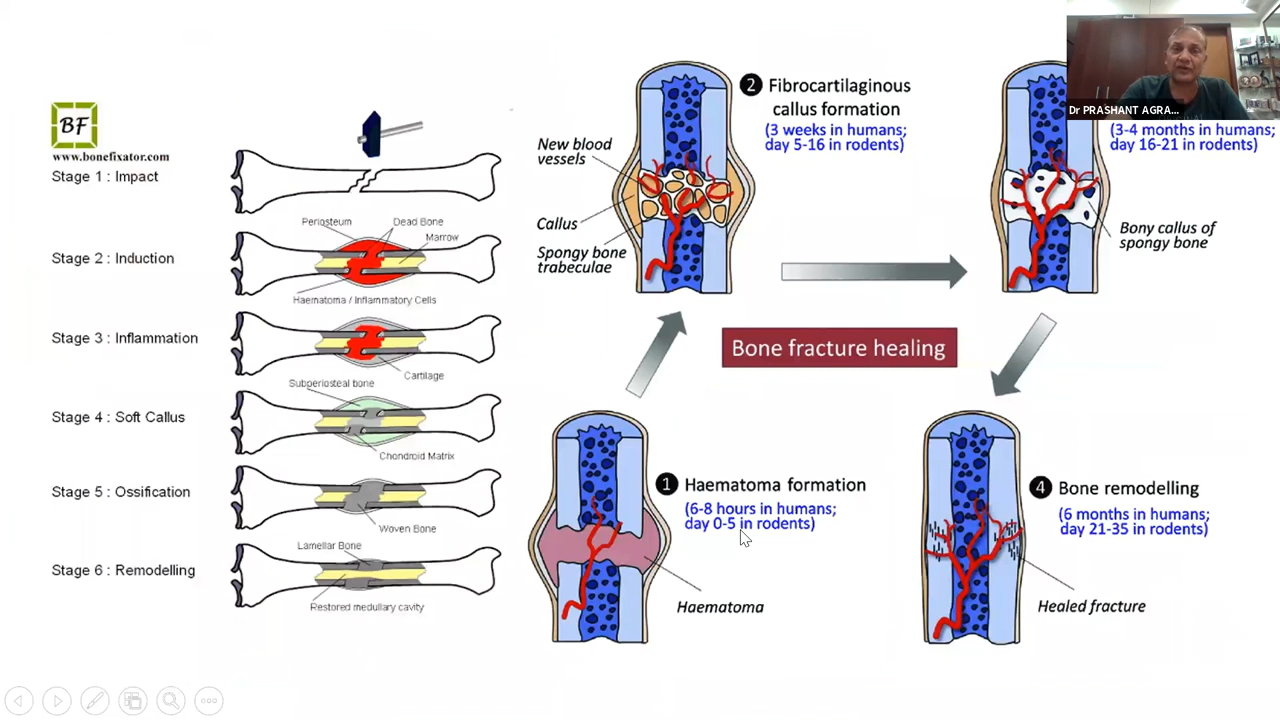 BF
www.bonefixator.com
Stage 1 : Impact
Periosteum
Dead Bone
Marrow
Stage 2 : Induction
Haematoma / Inflammatory Cells
Stage 3 : Inflammation
Cartilage
Subperiosteal bone
Stage 4 : Soft Callus
Chondroid Matrix
Stage 5 : Ossification
Woven Bone
Lamellar Bone
Stage 6 : Remodelling
Restored medullary cavity
2 Fibrocartilaginous
callus formation
(3 weeks in humans;
day 5-16 in rodents)
New blood
vessels
Callus
Spongy bone
trabeculae
Dr PRASHANT AGRA...
(3-4 months in humans;
day 16-21 in rodents)
Bony callus of
spongy bone
Bone fracture healing
1 Haematoma formation
(6-8 hours in humans;
day 0-5 in rodents)
Haematoma
4 Bone remodelling
(6 months in humans;
day 21-35 in rodents)
Healed fracture